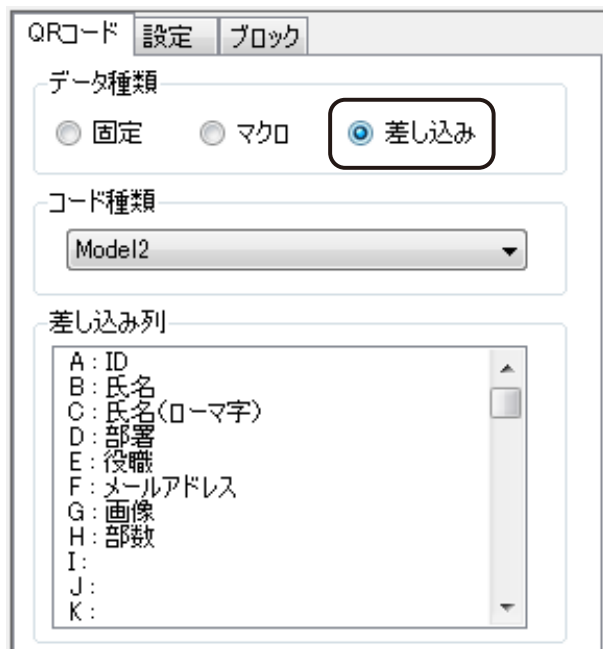 QRコード 設定 ブロック
データ種類
固定 マクロ 差し込み
コード種類
Model2
差し込み列
A : ID
B : 氏名
C : 氏名(ローマ字)
D : 部署
E : 役職
F : メールアドレス
G : 画像
H : 部数
I :
J :
K :